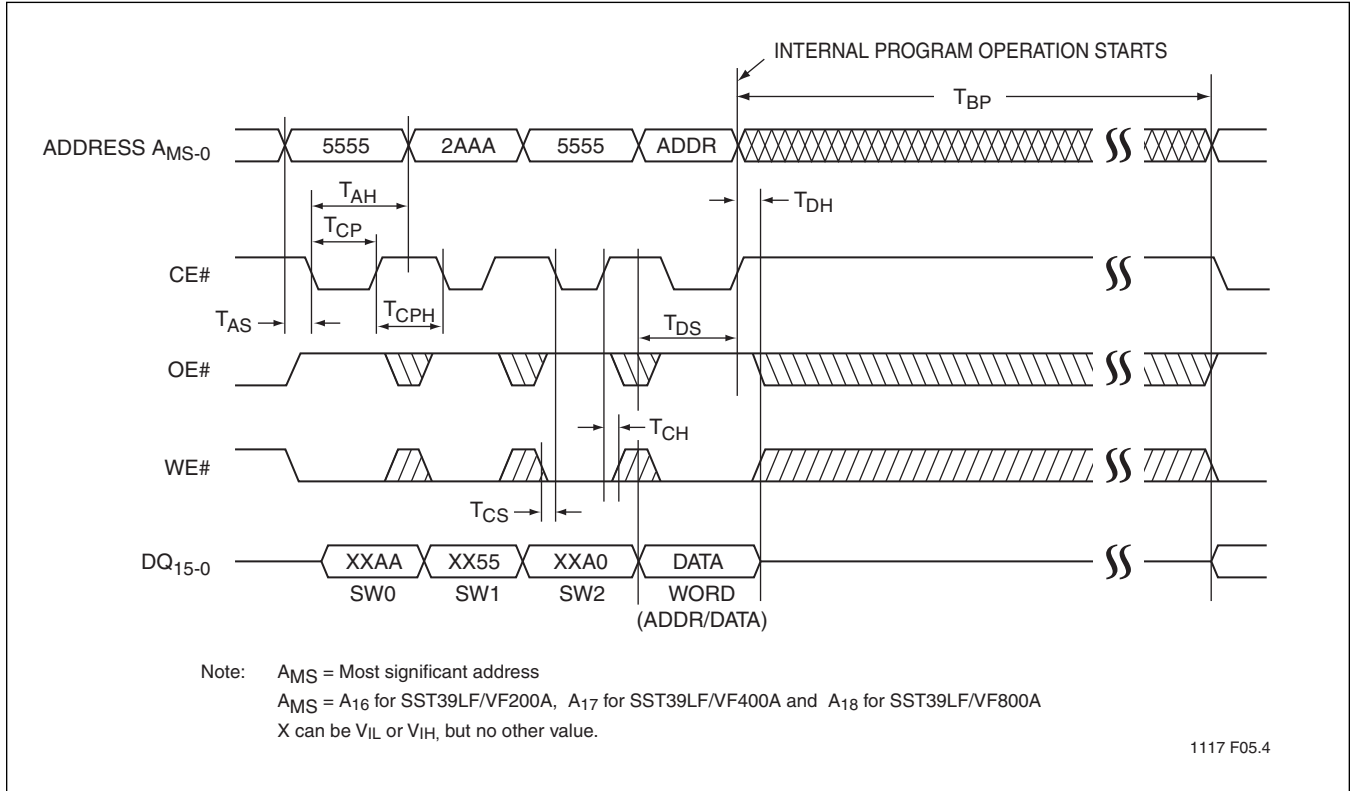 INTERNAL PROGRAM OPERATION STARTS
TBP
ADDRESS AMS-0
5555 2AAA 5555 ADDR
TAH
TDH
TCP
CE#
TAS
TCPH
TDS
OE#
TCH
WE#
TCS
DQ15-0
XXAA XX55 XXA0 DATA
SW0 SW1 SW2 WORD
(ADDR/DATA)
Note: AMS = Most significant address
AMS = A16 for SST39LF/VF200A, A17 for SST39LF/VF400A and A18 for SST39LF/VF800A
X can be VIL or VIH, but no other value.
1117 F05.4